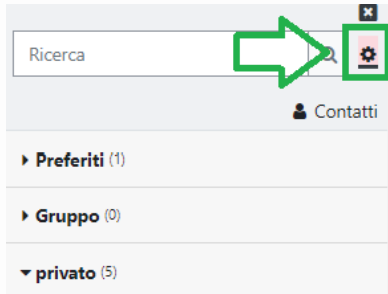 Ricerca
Contatti
Preferiti (1)
Gruppo (0)
privato (5)